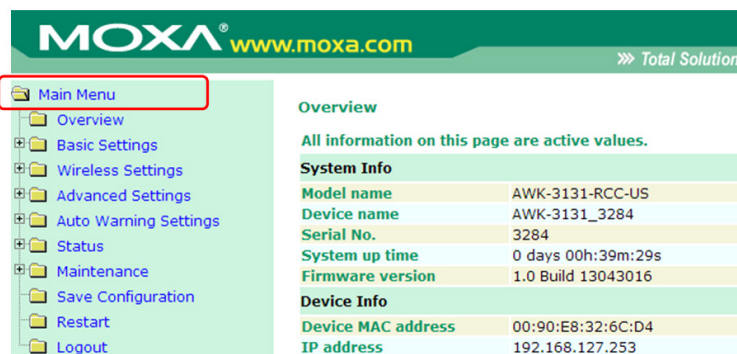 MOXA® www.moxa.com
Total Solution
Main Menu
Overview
Basic Settings
Wireless Settings
Advanced Settings
Auto Warning Settings
Status
Maintenance
Save Configuration
Restart
Logout
Overview
All information on this page are active values.
System Info
Model name AWK-3131-RCC-US
Device name AWK-3131_3284
Serial No. 3284
System up time 0 days 00h:39m:29s
Firmware version 1.0 Build 13043016
Device Info
Device MAC address 00:90:E8:32:6C:D4
IP address 192.168.127.253